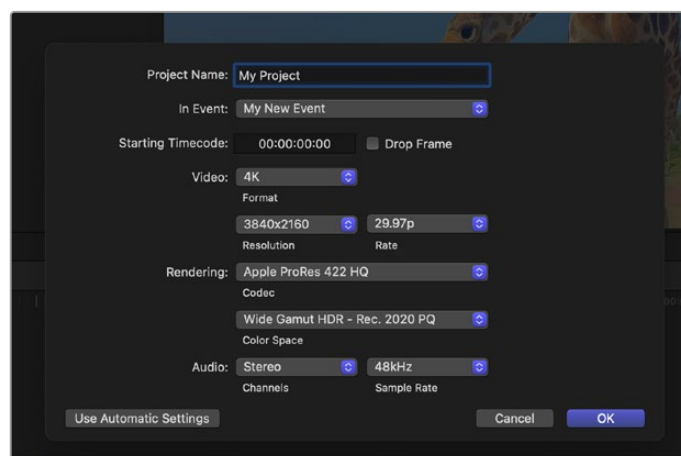 Project Name: My Project
In Event: My New Event
Starting Timecode: 00:00:00:00 Drop Frame
Video: 4K
Format
3840x2160 29.97p
Resolution Rate
Rendering: Apple ProRes 422 HQ
Codec
Wide Gamut HDR - Rec. 2020 PQ
Color Space
Audio: Stereo 48kHz
Channels Sample Rate
Use Automatic Settings Cancel OK